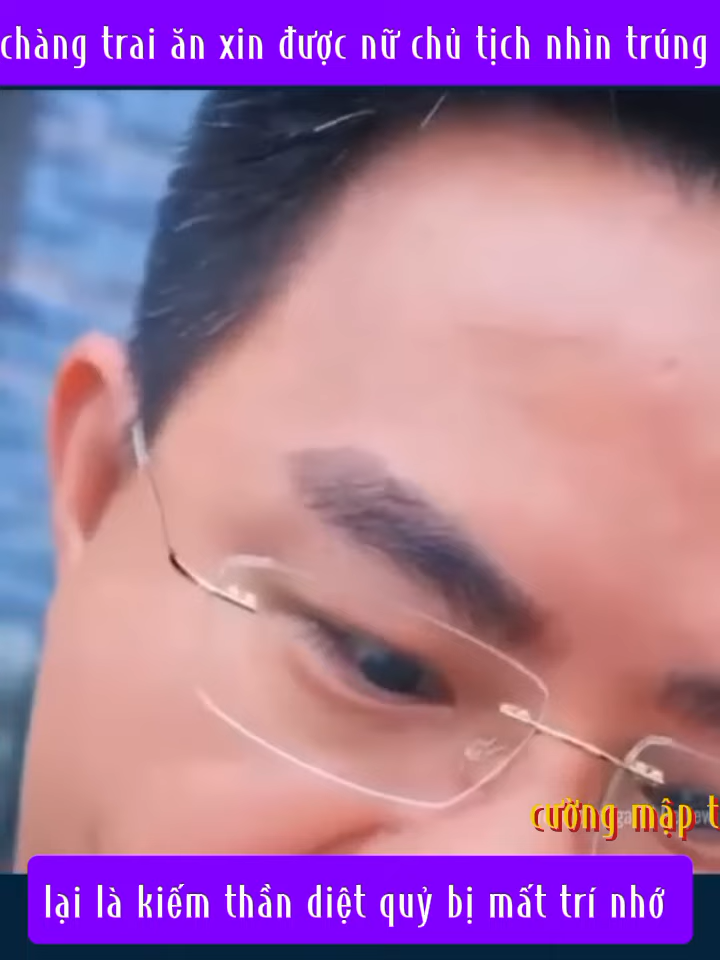 chàng trai ăn xin được nữ chủ tịch nhìn trúng
cường mập
lại là kiếm thần diệt quỷ bị mất trí nhớ